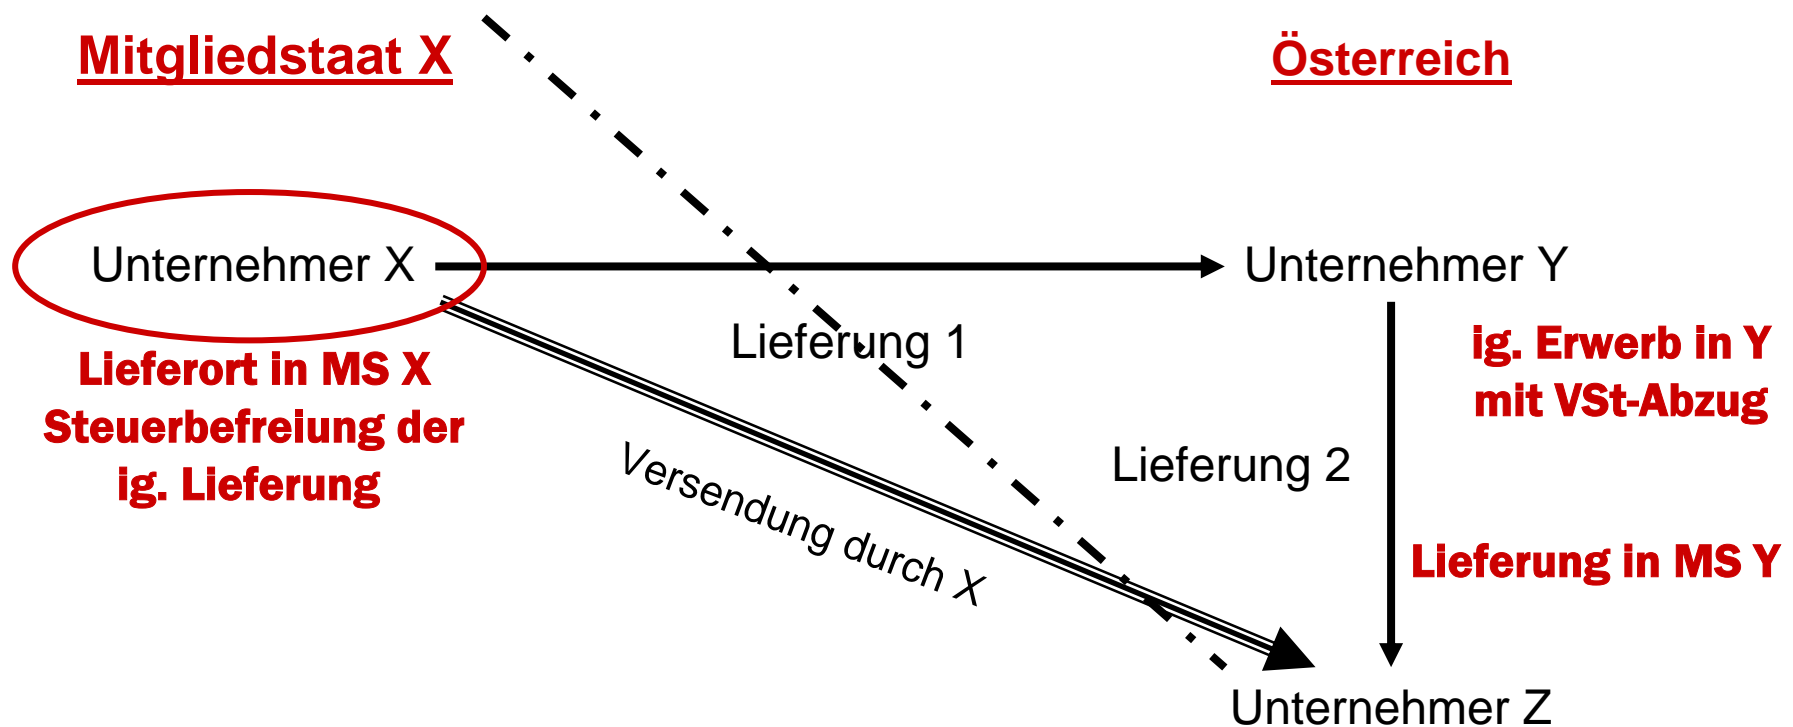 Mitgliedstaat X
Österreich
Unternehmer X
Unternehmer Y
Lieferung 1
Lieferort in MS X
Steuerbefreiung der
ig. Lieferung
ig. Erwerb in Y
mit VSt-Abzug
Versendung durch X
Lieferung 2
Lieferung in MS Y
Unternehmer Z